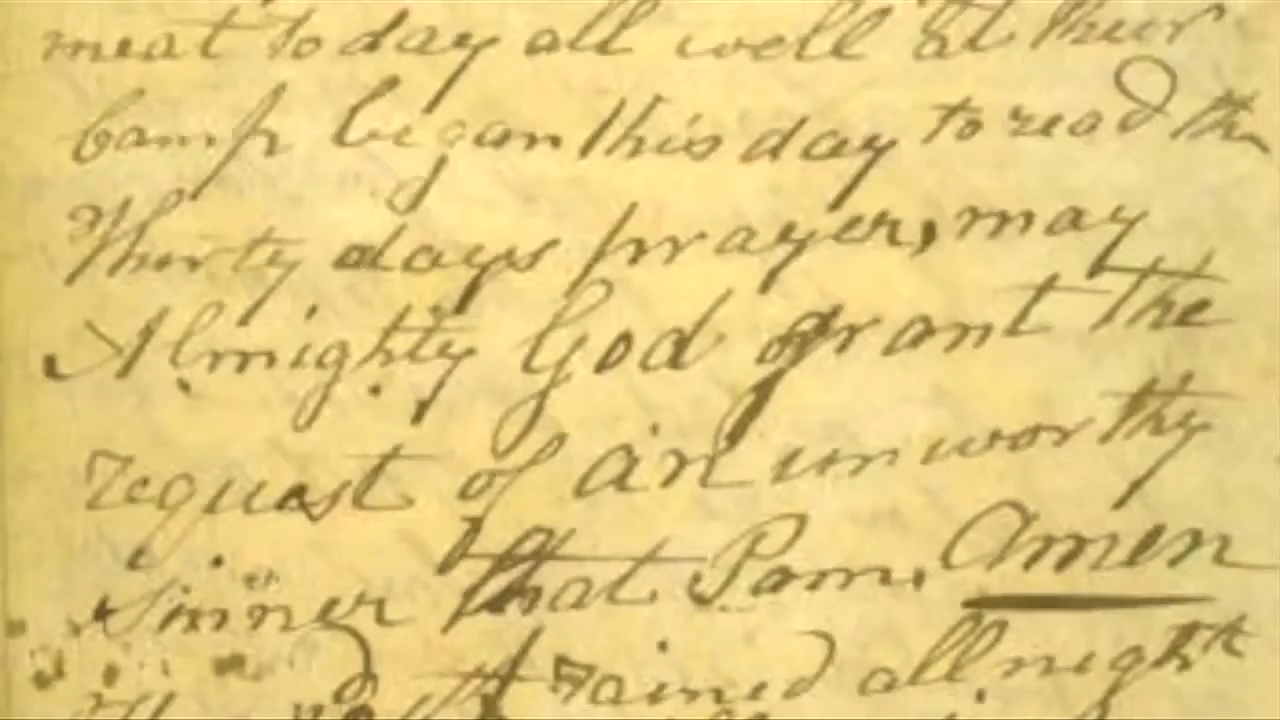 meat to day all well at their
Camp began this day to read the
Thirty days prayer, may
Almighty God grant the
request of an unworthy
Sinner that I am. Amen
rained all night